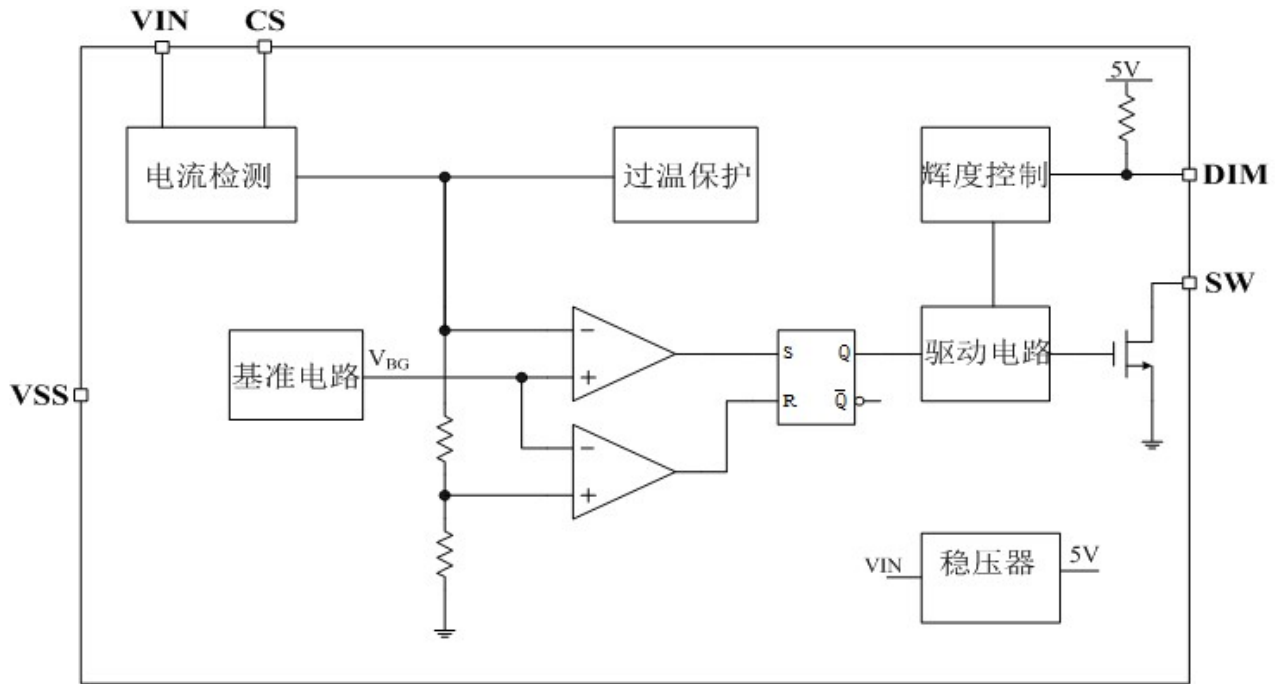 VIN
CS
5V
电流检测
过温保护
辉度控制
DIM
SW
基准电路
VBG
−
+
S
Q
R
Q̅
驱动电路
VSS
−
+
VIN
稳压器
5V